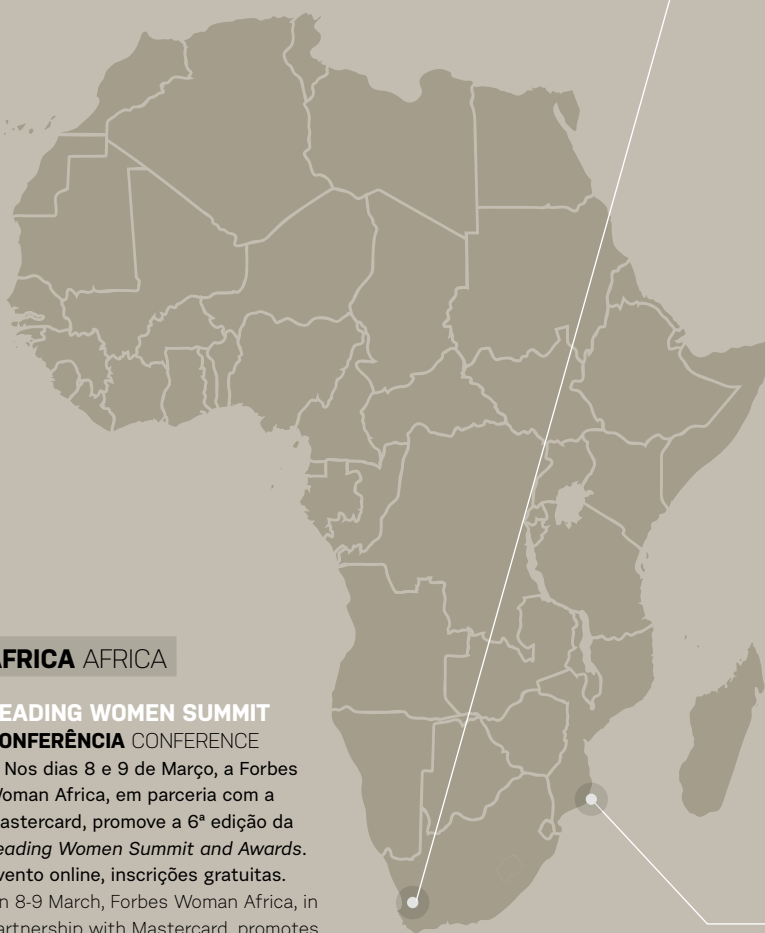 FRICA AFRICA
EADING WOMEN SUMMIT
ONFERÊNCIA CONFERENCE
Nos dias 8 e 9 de Março, a Forbes
oman Africa, em parceria com a
astercard, promove a 6ª edição da
eading Women Summit and Awards.
vento online, inscrições gratuitas.
n 8-9 March, Forbes Woman Africa, in
artnership with Mastercard, promotes